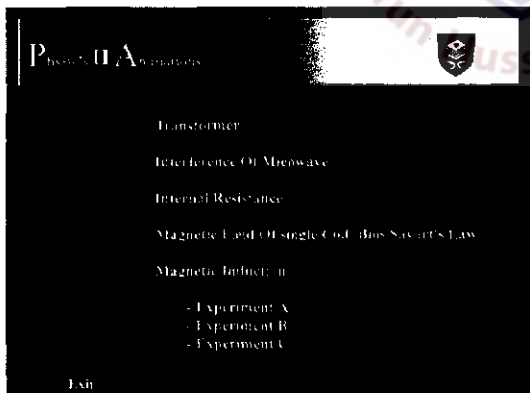 Physics II Animations
Transformer
Interference Of Microwave
Internal Resistance
Magnetic Field Of single Coil Biot Savart's Law
Magnetic Induction
- Experiment A
- Experiment B
- Experiment C
Exit